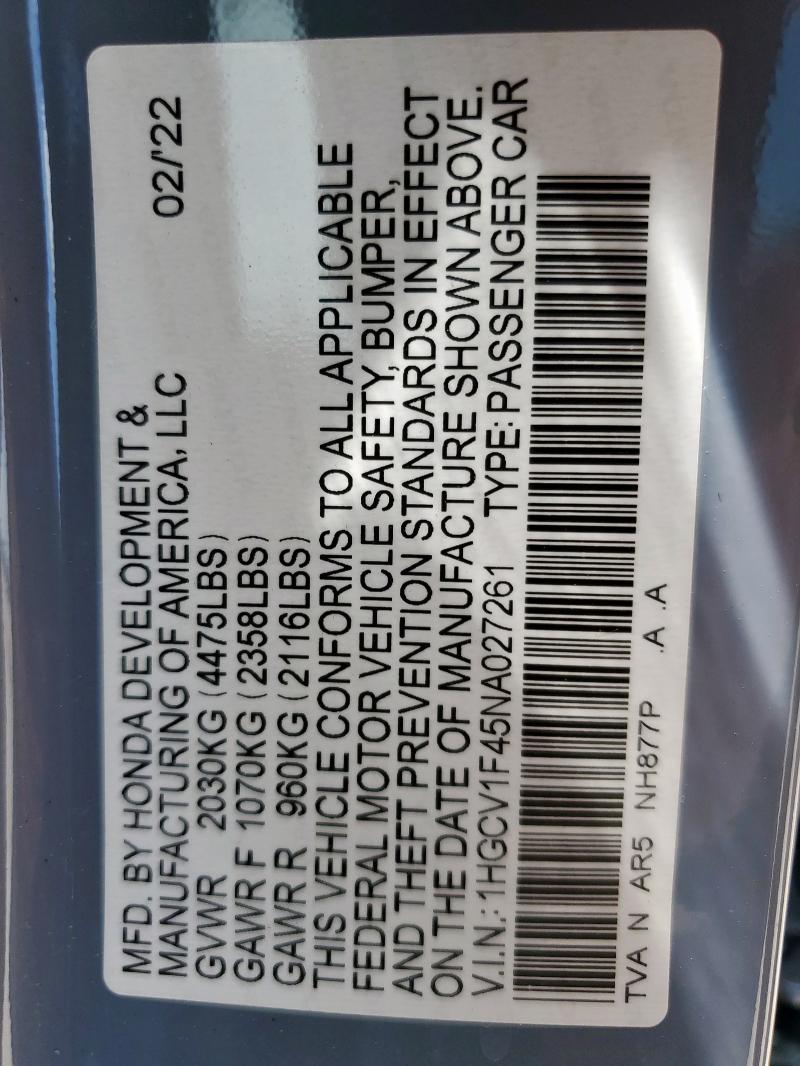 MFD. BY HONDA DEVELOPMENT &
MANUFACTURING OF AMERICA, LLC 02/'22
GVWR 2030KG (4475LBS)
GAWR F 1070KG (2358LBS)
GAWR R 960KG (2116LBS)
THIS VEHICLE CONFORMS TO ALL APPLICABLE
FEDERAL MOTOR VEHICLE SAFETY, BUMPER,
AND THEFT PREVENTION STANDARDS IN EFFECT
ON THE DATE OF MANUFACTURE SHOWN ABOVE.
V.I.N.: 1HGCV1F45NA027261 TYPE: PASSENGER CAR
TVA N AR5 NH877P .A .A